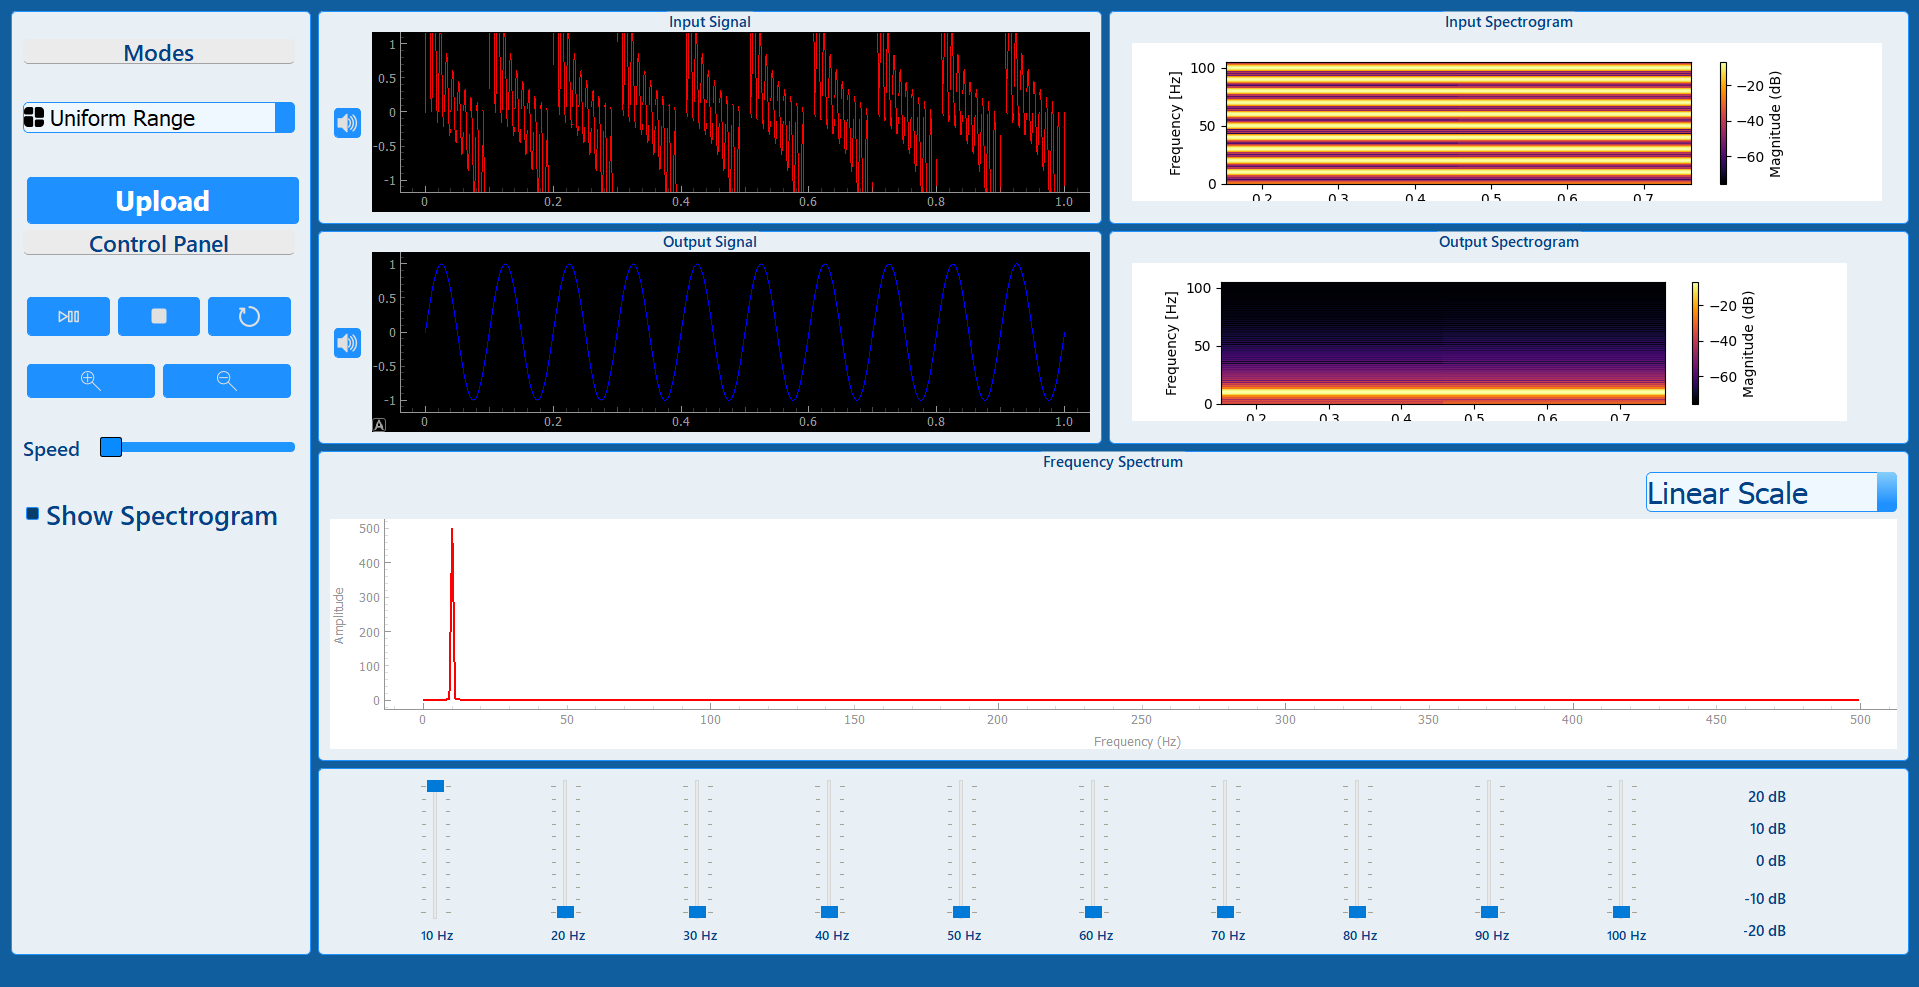 Modes
Uniform Range
Upload
Control Panel
Speed
Show Spectrogram
Input Signal
1
0.5
0
-0.5
-1
0 0.2 0.4 0.6 0.8 1.0
Input Spectrogram
Frequency [Hz]
100
50
0
0.2 0.3 0.4 0.5 0.6 0.7
−20
−40
−60
Magnitude (dB)
Output Signal
1
0.5
0
-0.5
-1
A
0 0.2 0.4 0.6 0.8 1.0
Output Spectrogram
Frequency [Hz]
100
50
0
0.2 0.3 0.4 0.5 0.6 0.7
−20
−40
−60
Magnitude (dB)
Frequency Spectrum
Linear Scale
Amplitude
500
400
300
200
100
0
0 50 100 150 200 250 300 350 400 450 500
Frequency (Hz)
20 dB
10 dB
0 dB
-10 dB
-20 dB
10 Hz 20 Hz 30 Hz 40 Hz 50 Hz 60 Hz 70 Hz 80 Hz 90 Hz 100 Hz